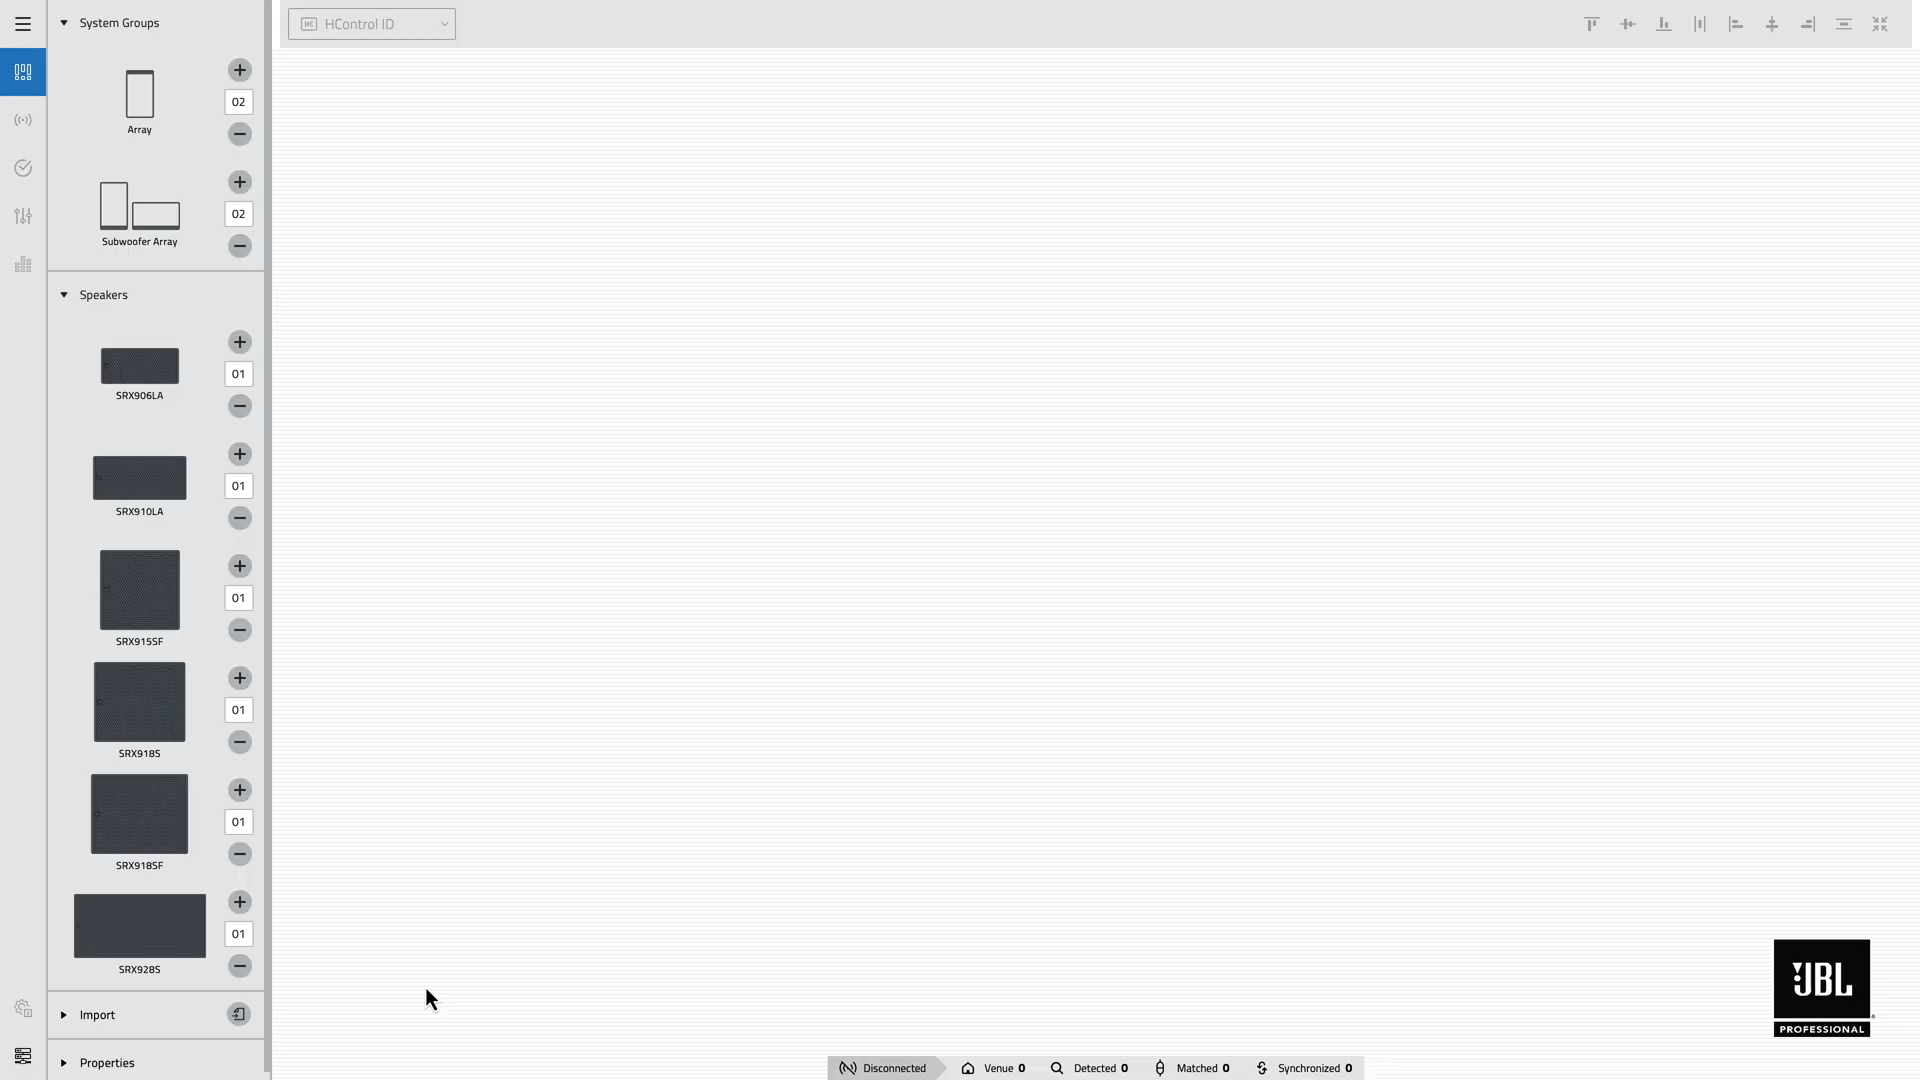 System Groups
HC HControl ID
02
Array
02
Subwoofer Array
Speakers
01
SRX906LA
01
SRX910LA
01
SRX915SF
01
SRX918S
01
SRX918SF
01
SRX928S
Import
Properties
JBL
PROFESSIONAL
Disconnected Venue 0 Detected 0 Matched 0 Synchronized 0